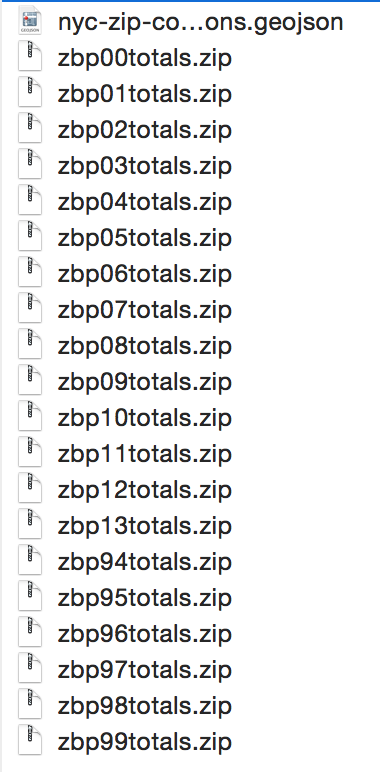 nyc-zip-co...ons.geojson
zbp00totals.zip
zbp01totals.zip
zbp02totals.zip
zbp03totals.zip
zbp04totals.zip
zbp05totals.zip
zbp06totals.zip
zbp07totals.zip
zbp08totals.zip
zbp09totals.zip
zbp10totals.zip
zbp11totals.zip
zbp12totals.zip
zbp13totals.zip
zbp94totals.zip
zbp95totals.zip
zbp96totals.zip
zbp97totals.zip
zbp98totals.zip
zbp99totals.zip